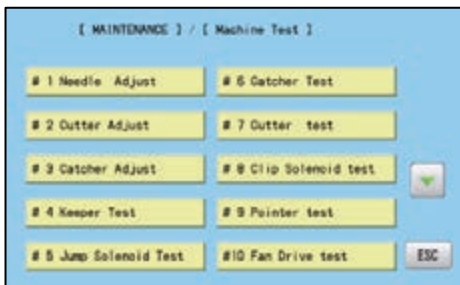 [ MAINTENANCE ] / [ Machine Test ]
# 1 Needle Adjust
# 2 Cutter Adjust
# 3 Catcher Adjust
# 4 Keeper Test
# 5 Jump Solenoid Test
# 6 Catcher Test
# 7 Cutter test
# 8 Clip Solenoid test
# 9 Pointer test
#10 Fan Drive test
ESC